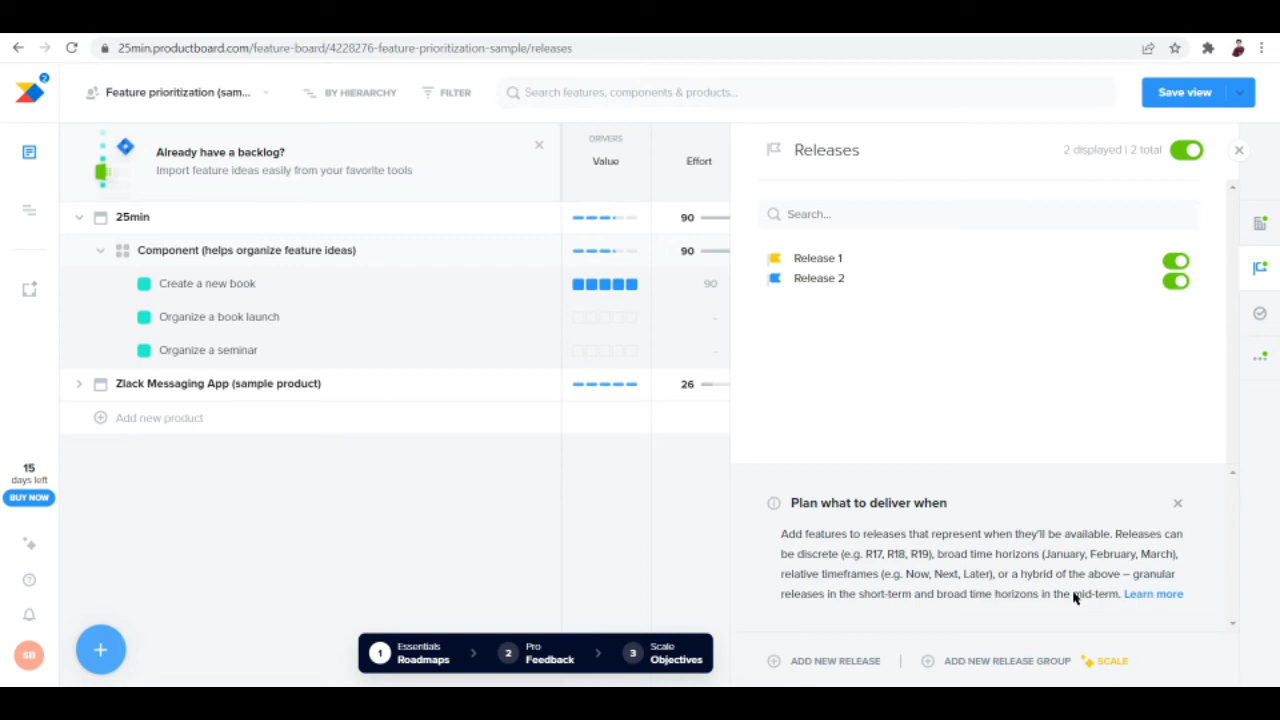 25min.productboard.com/feature-board/4228276-feature-prioritization-sample/releases
2
Feature prioritization (sam...
BY HIERARCHY
FILTER
Search features, components & products...
Save view
Already have a backlog?
Import feature ideas easily from your favorite tools
DRIVERS
Value
Effort
25min
90
Component (helps organize feature ideas)
90
Create a new book
90
Organize a book launch
-
Organize a seminar
-
Zlack Messaging App (sample product)
26
Add new product
Releases
2 displayed | 2 total
Search...
Release 1
Release 2
Plan what to deliver when
Add features to releases that represent when they'll be available. Releases can
be discrete (e.g. R17, R18, R19), broad time horizons (January, February, March),
relative timeframes (e.g. Now, Next, Later), or a hybrid of the above – granular
releases in the short-term and broad time horizons in the mid-term. Learn more
ADD NEW RELEASE | ADD NEW RELEASE GROUP SCALE
15
days left
BUY NOW
SB
1 Essentials Roadmaps
2 Pro Feedback
3 Scale Objectives